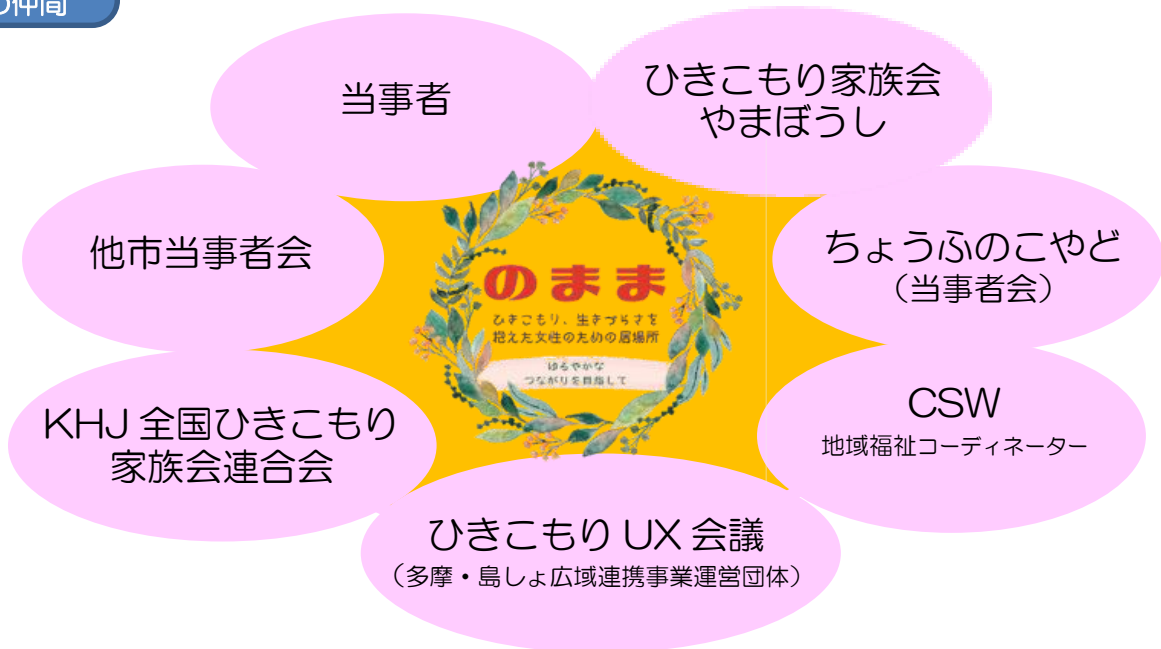 の仲間
当事者
ひきこもり家族会
やまぼうし
他市当事者会
ちょうふのこやど
（当事者会）
のまま
ひきこもり、生きづらさを
抱えた女性のための居場所
ゆるやかな
つながりを目指して
KHJ 全国ひきこもり
家族会連合会
CSW
地域福祉コーディネーター
ひきこもり UX 会議
（多摩・島しょ広域連携事業運営団体）